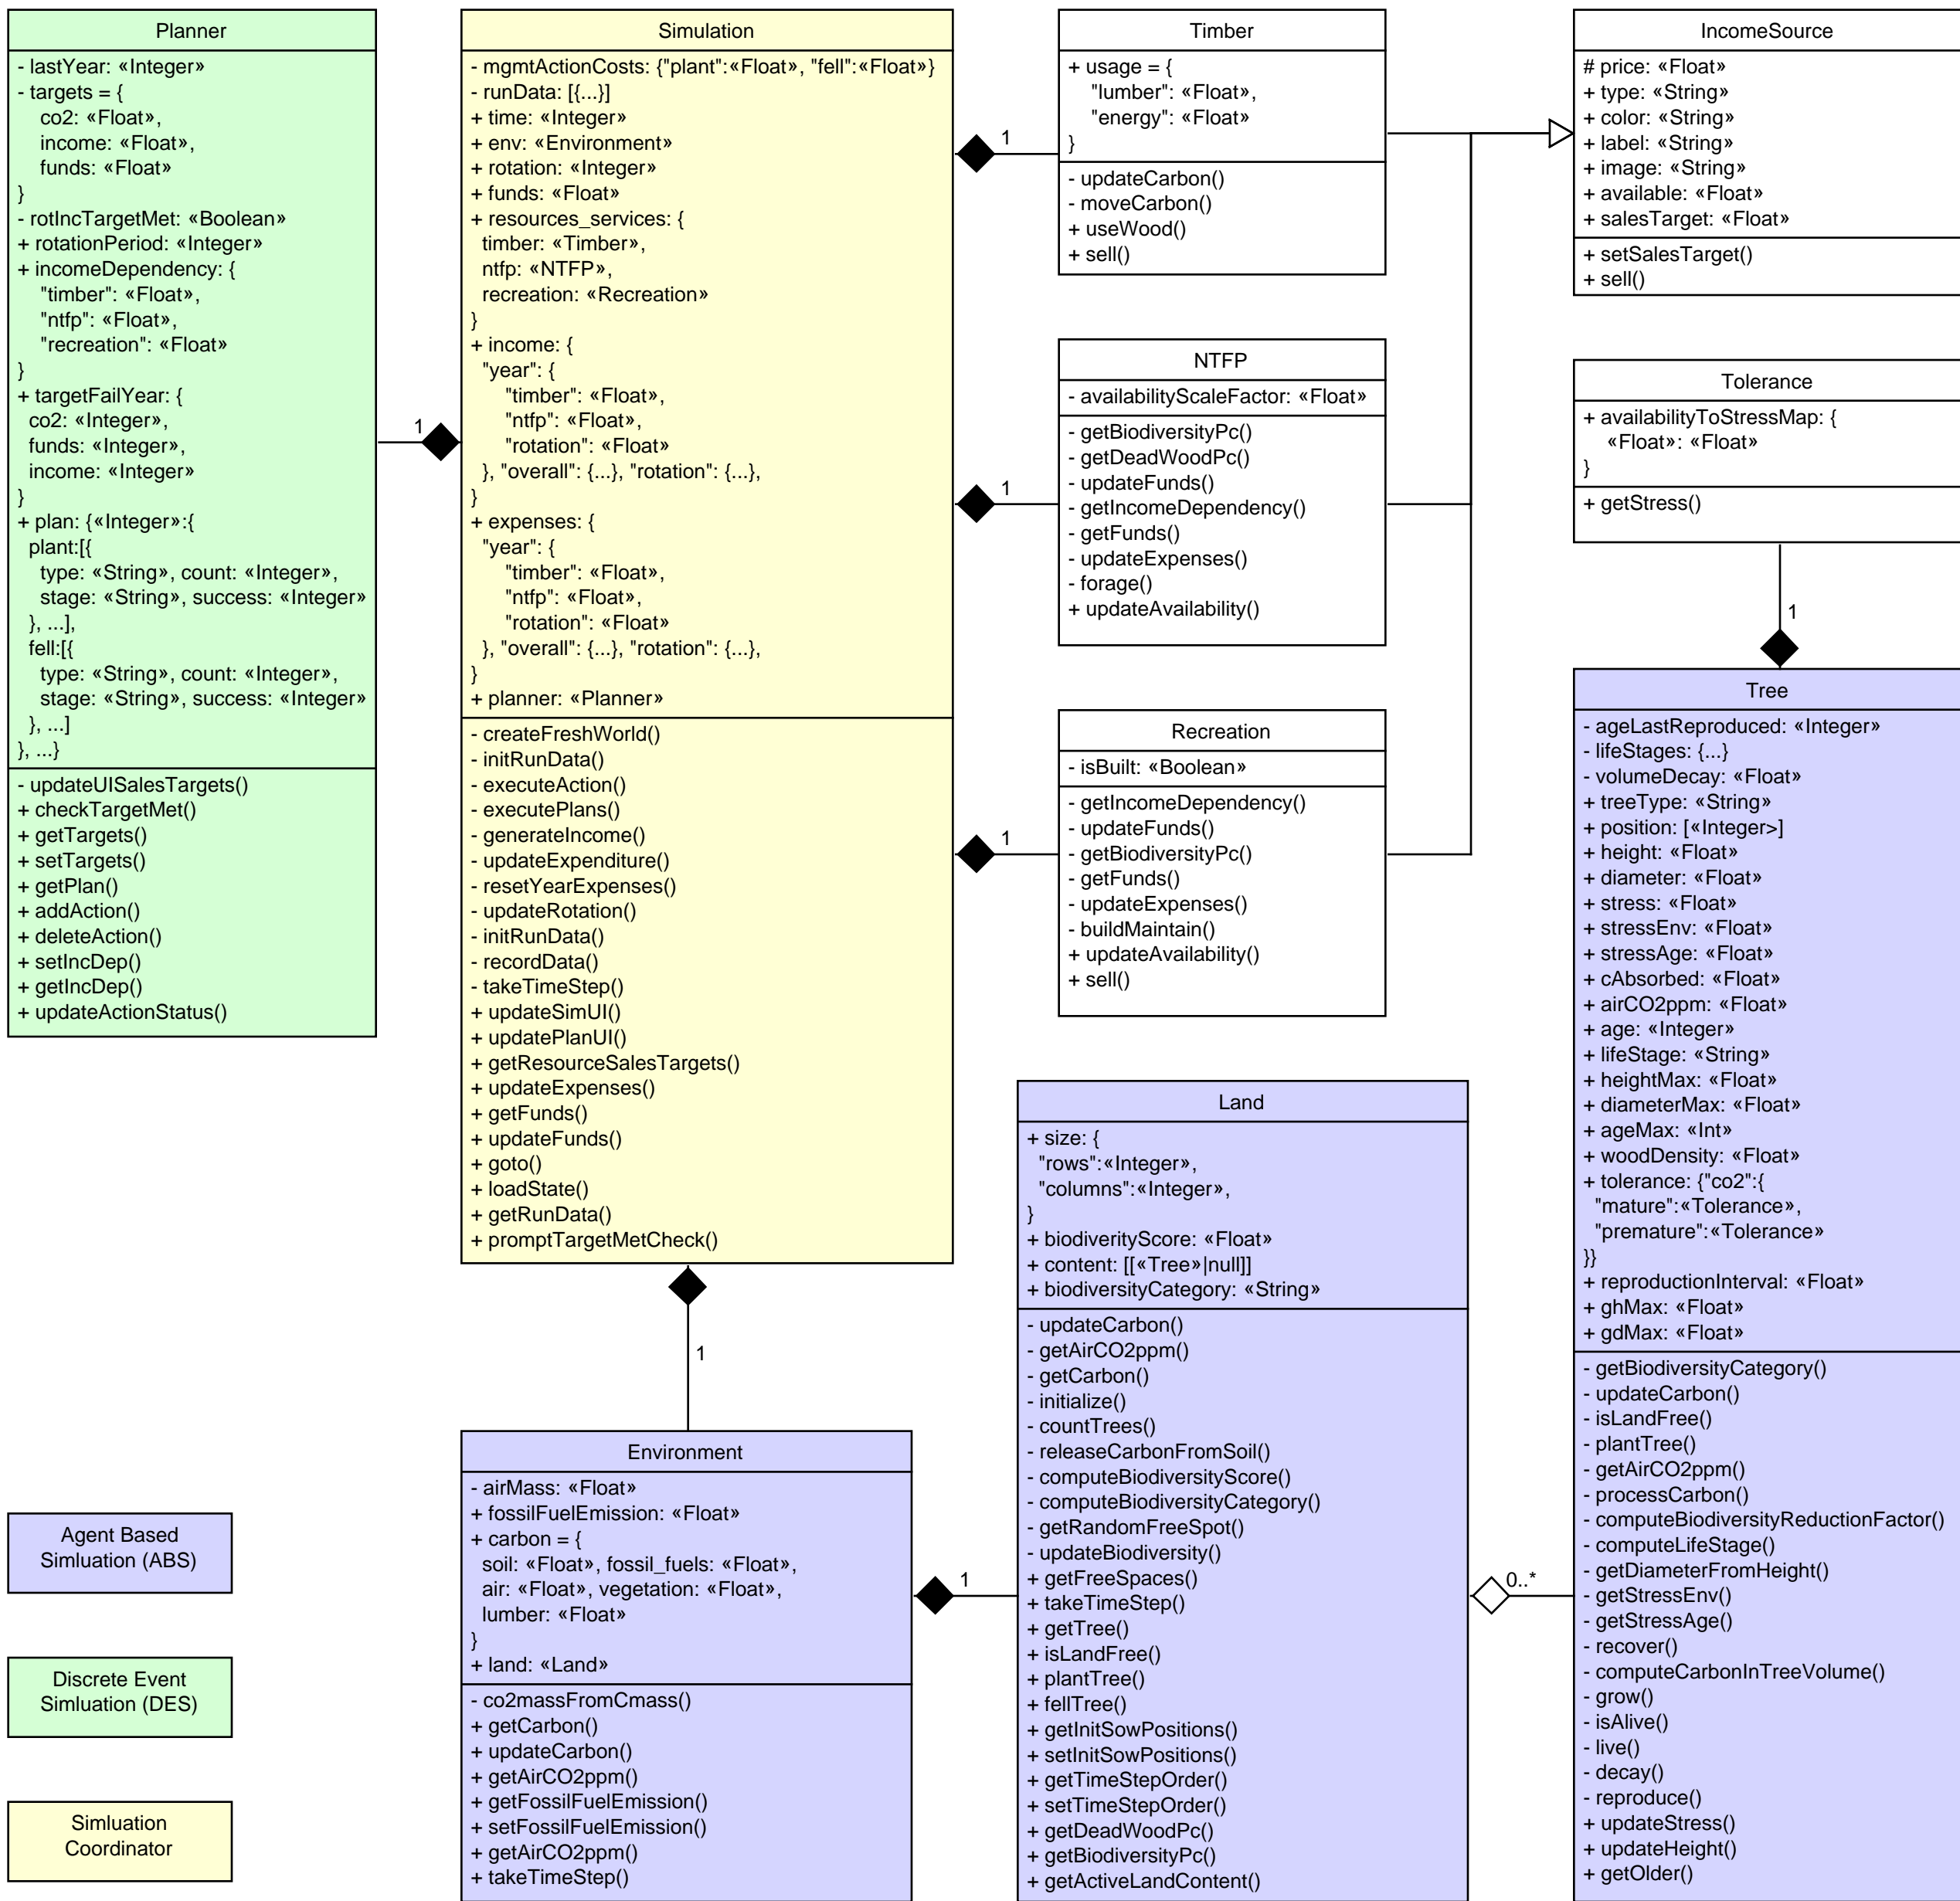 Planner
- lastYear: «Integer»
- targets = {
co2: «Float»,
income: «Float»,
funds: «Float»
}
- rotIncTargetMet: «Boolean»
+ rotationPeriod: «Integer»
+ incomeDependency: {
"timber": «Float»,
"ntfp": «Float»,
"recreation": «Float»
}
+ targetFailYear: {
co2: «Integer»,
funds: «Integer»,
income: «Integer»
}
+ plan: {«Integer»:{
plant:[{
type: «String», count: «Integer»,
stage: «String», success: «Integer»
}, ...],
fell:[{
type: «String», count: «Integer»,
stage: «String», success: «Integer»
}, ...]
}, ...}
- updateUISalesTargets()
+ checkTargetMet()
+ getTargets()
+ setTargets()
+ getPlan()
+ addAction()
+ deleteAction()
+ setIncDep()
+ getIncDep()
+ updateActionStatus()
1
Simulation
- mgmtActionCosts: {"plant":«Float», "fell":«Float»}
- runData: [{...}]
+ time: «Integer»
+ env: «Environment»
+ rotation: «Integer»
+ funds: «Float»
+ resources_services: {
timber: «Timber»,
ntfp: «NTFP»,
recreation: «Recreation»
}
+ income: {
"year": {
"timber": «Float»,
"ntfp": «Float»,
"rotation": «Float»
}, "overall": {...}, "rotation": {...},
}
+ expenses: {
"year": {
"timber": «Float»,
"ntfp": «Float»,
"rotation": «Float»
}, "overall": {...}, "rotation": {...},
}
+ planner: «Planner»
- createFreshWorld()
- initRunData()
- executeAction()
- executePlans()
- generateIncome()
- updateExpenditure()
- resetYearExpenses()
- updateRotation()
- initRunData()
- recordData()
- takeTimeStep()
+ updateSimUI()
+ updatePlanUI()
+ getResourceSalesTargets()
+ updateExpenses()
+ getFunds()
+ updateFunds()
+ goto()
+ loadState()
+ getRunData()
+ promptTargetMetCheck()
1
1
1
1
Timber
+ usage = {
"lumber": «Float»,
"energy": «Float»
}
- updateCarbon()
- moveCarbon()
+ useWood()
+ sell()
NTFP
- availabilityScaleFactor: «Float»
- getBiodiversityPc()
- getDeadWoodPc()
- updateFunds()
- getIncomeDependency()
- getFunds()
- updateExpenses()
- forage()
+ updateAvailability()
Recreation
- isBuilt: «Boolean»
- getIncomeDependency()
- updateFunds()
- getBiodiversityPc()
- getFunds()
- updateExpenses()
- buildMaintain()
+ updateAvailability()
+ sell()
IncomeSource
# price: «Float»
+ type: «String»
+ color: «String»
+ label: «String»
+ image: «String»
+ available: «Float»
+ salesTarget: «Float»
+ setSalesTarget()
+ sell()
Tolerance
+ availabilityToStressMap: {
«Float»: «Float»
}
+ getStress()
1
Tree
- ageLastReproduced: «Integer»
- lifeStages: {...}
- volumeDecay: «Float»
+ treeType: «String»
+ position: [«Integer>]
+ height: «Float»
+ diameter: «Float»
+ stress: «Float»
+ stressEnv: «Float»
+ stressAge: «Float»
+ cAbsorbed: «Float»
+ airCO2ppm: «Float»
+ age: «Integer»
+ lifeStage: «String»
+ heightMax: «Float»
+ diameterMax: «Float»
+ ageMax: «Int»
+ woodDensity: «Float»
+ tolerance: {"co2":{
"mature":«Tolerance»,
"premature":«Tolerance»
}}
+ reproductionInterval: «Float»
+ ghMax: «Float»
+ gdMax: «Float»
- getBiodiversityCategory()
- updateCarbon()
- isLandFree()
- plantTree()
- getAirCO2ppm()
- processCarbon()
- computeBiodiversityReductionFactor()
- computeLifeStage()
- getDiameterFromHeight()
- getStressEnv()
- getStressAge()
- recover()
- computeCarbonInTreeVolume()
- grow()
- isAlive()
- live()
- decay()
- reproduce()
+ updateStress()
+ updateHeight()
+ getOlder()
Land
+ size: {
"rows":«Integer»,
"columns":«Integer»,
}
+ biodiverityScore: «Float»
+ content: [[«Tree»|null]]
+ biodiversityCategory: «String»
- updateCarbon()
- getAirCO2ppm()
- getCarbon()
- initialize()
- countTrees()
- releaseCarbonFromSoil()
- computeBiodiversityScore()
- computeBiodiversityCategory()
- getRandomFreeSpot()
- updateBiodiversity()
+ getFreeSpaces()
+ takeTimeStep()
+ getTree()
+ isLandFree()
+ plantTree()
+ fellTree()
+ getInitSowPositions()
+ setInitSowPositions()
+ getTimeStepOrder()
+ setTimeStepOrder()
+ getDeadWoodPc()
+ getBiodiversityPc()
+ getActiveLandContent()
0..*
Environment
- airMass: «Float»
+ fossilFuelEmission: «Float»
+ carbon = {
soil: «Float», fossil_fuels: «Float»,
air: «Float», vegetation: «Float»,
lumber: «Float»
}
+ land: «Land»
- co2massFromCmass()
+ getCarbon()
+ updateCarbon()
+ getAirCO2ppm()
+ getFossilFuelEmission()
+ setFossilFuelEmission()
+ getAirCO2ppm()
+ takeTimeStep()
1
Agent Based
Simluation (ABS)
Discrete Event
Simluation (DES)
Simluation
Coordinator